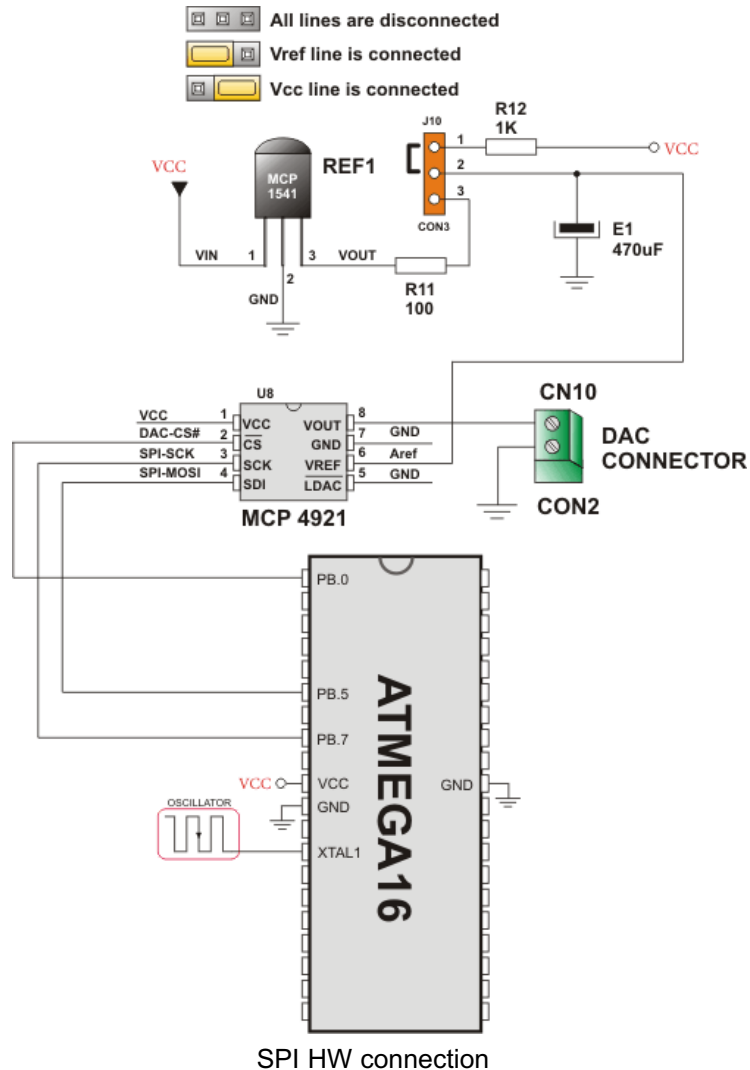 All lines are disconnected
Vref line is connected
Vcc line is connected
R12
1K
J10
1
VCC
2
3
CON3
VCC
REF1
MCP
1541
E1
470uF
VIN
1
3
VOUT
2
GND
R11
100
U8
VCC
1
VCC
VOUT
8
DAC-CS#
2
CS
GND
7
GND
SPI-SCK
3
SCK
VREF
6
Aref
SPI-MOSI
4
SDI
LDAC
5
GND
MCP 4921
CN10
DAC
CONNECTOR
CON2
PB.0
PB.5
PB.7
VCC
VCC
GND
GND
OSCILLATOR
XTAL1
ATMEGA16
SPI HW connection